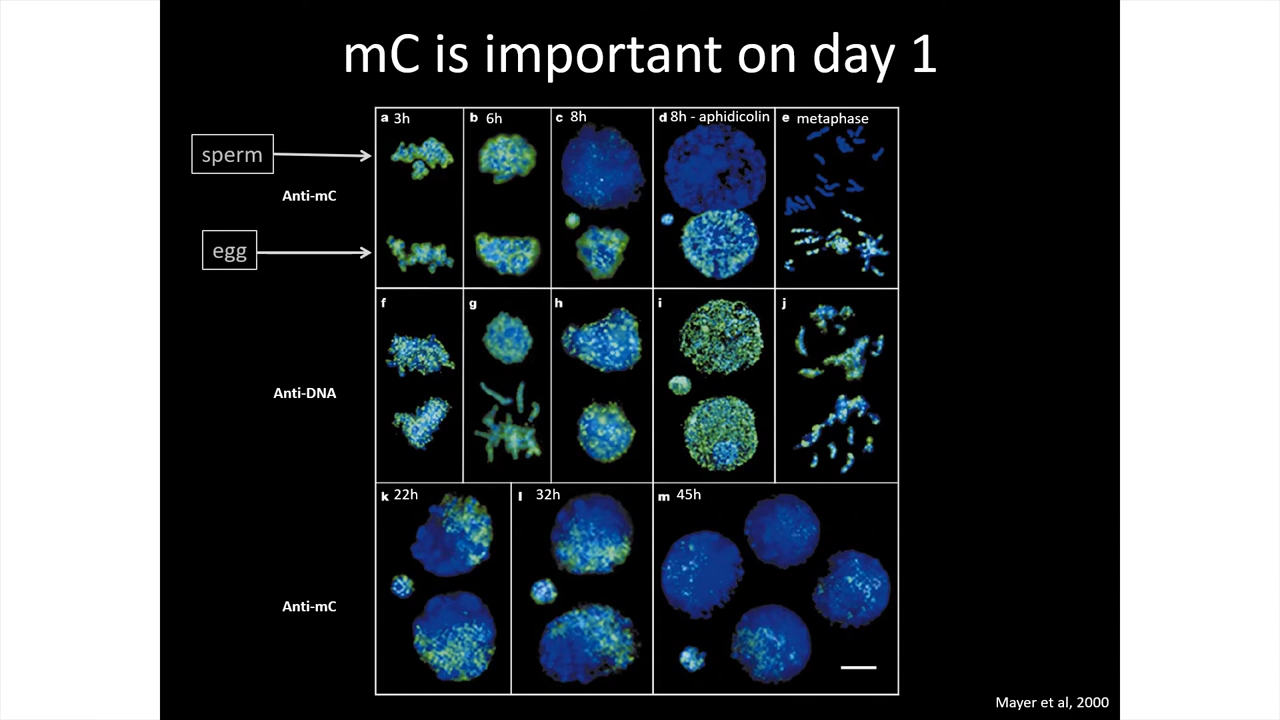 mC is important on day 1
a 3h
b 6h
c 8h
d 8h - aphidicolin
e metaphase
sperm
Anti-mC
egg
f
g
h
i
j
Anti-DNA
k 22h
l 32h
m 45h
Anti-mC
Mayer et al, 2000